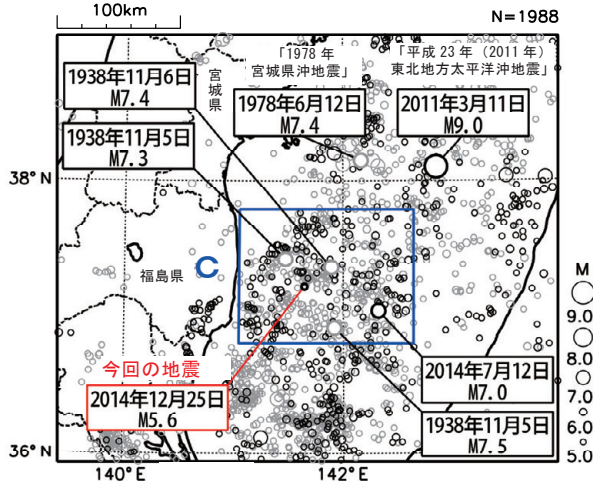 100km
N=1988
「1978 年
宮城県沖地震」
「平成 23 年（2011 年）
東北地方太平洋沖地震」
1938年11月6日
M7.4
宮城県
1978年6月12日
M7.4
2011年3月11日
M9.0
1938年11月5日
M7.3
38° N
C
福島県
今回の地震
2014年12月25日
M5.6
2014年7月12日
M7.0
1938年11月5日
M7.5
M
9.0
8.0
7.0
6.0
5.0
36° N
140°E
142°E